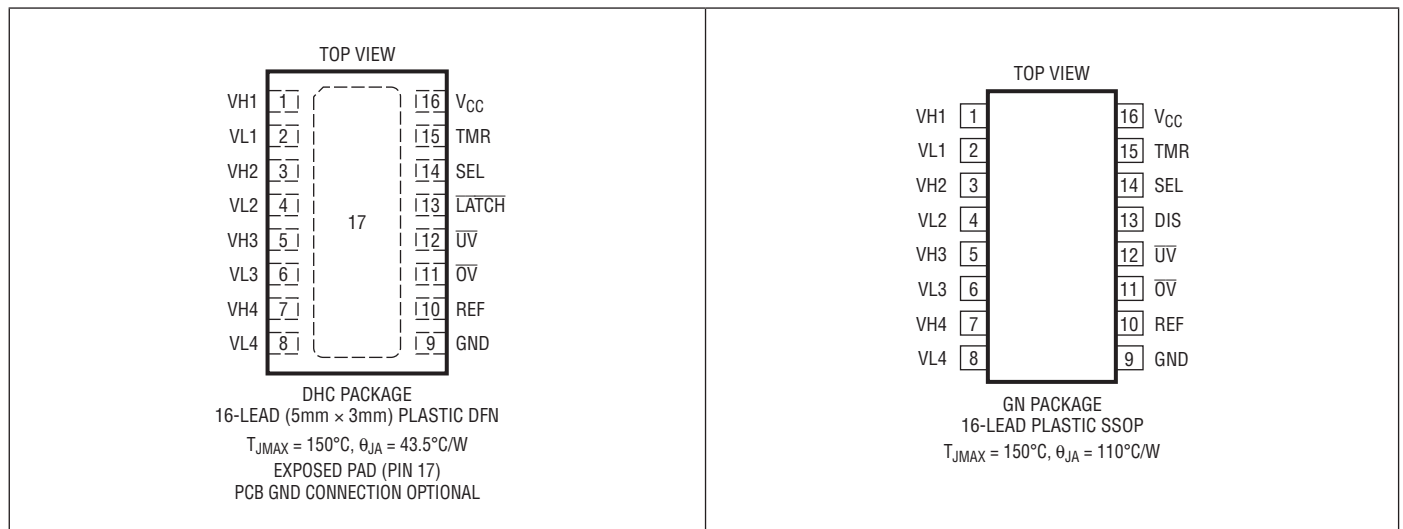 TOP VIEW
VH1 1 16 VCC
VL1 2 15 TMR
VH2 3 14 SEL
VL2 4 13 L̅A̅T̅C̅H̅
17
VH3 5 12 U̅V̅
VL3 6 11 O̅V̅
VH4 7 10 REF
VL4 8 9 GND
DHC PACKAGE
16-LEAD (5mm × 3mm) PLASTIC DFN
TJMAX = 150°C, θJA = 43.5°C/W
EXPOSED PAD (PIN 17)
PCB GND CONNECTION OPTIONAL
TOP VIEW
VH1 1 16 VCC
VL1 2 15 TMR
VH2 3 14 SEL
VL2 4 13 DIS
VH3 5 12 U̅V̅
VL3 6 11 O̅V̅
VH4 7 10 REF
VL4 8 9 GND
GN PACKAGE
16-LEAD PLASTIC SSOP
TJMAX = 150°C, θJA = 110°C/W